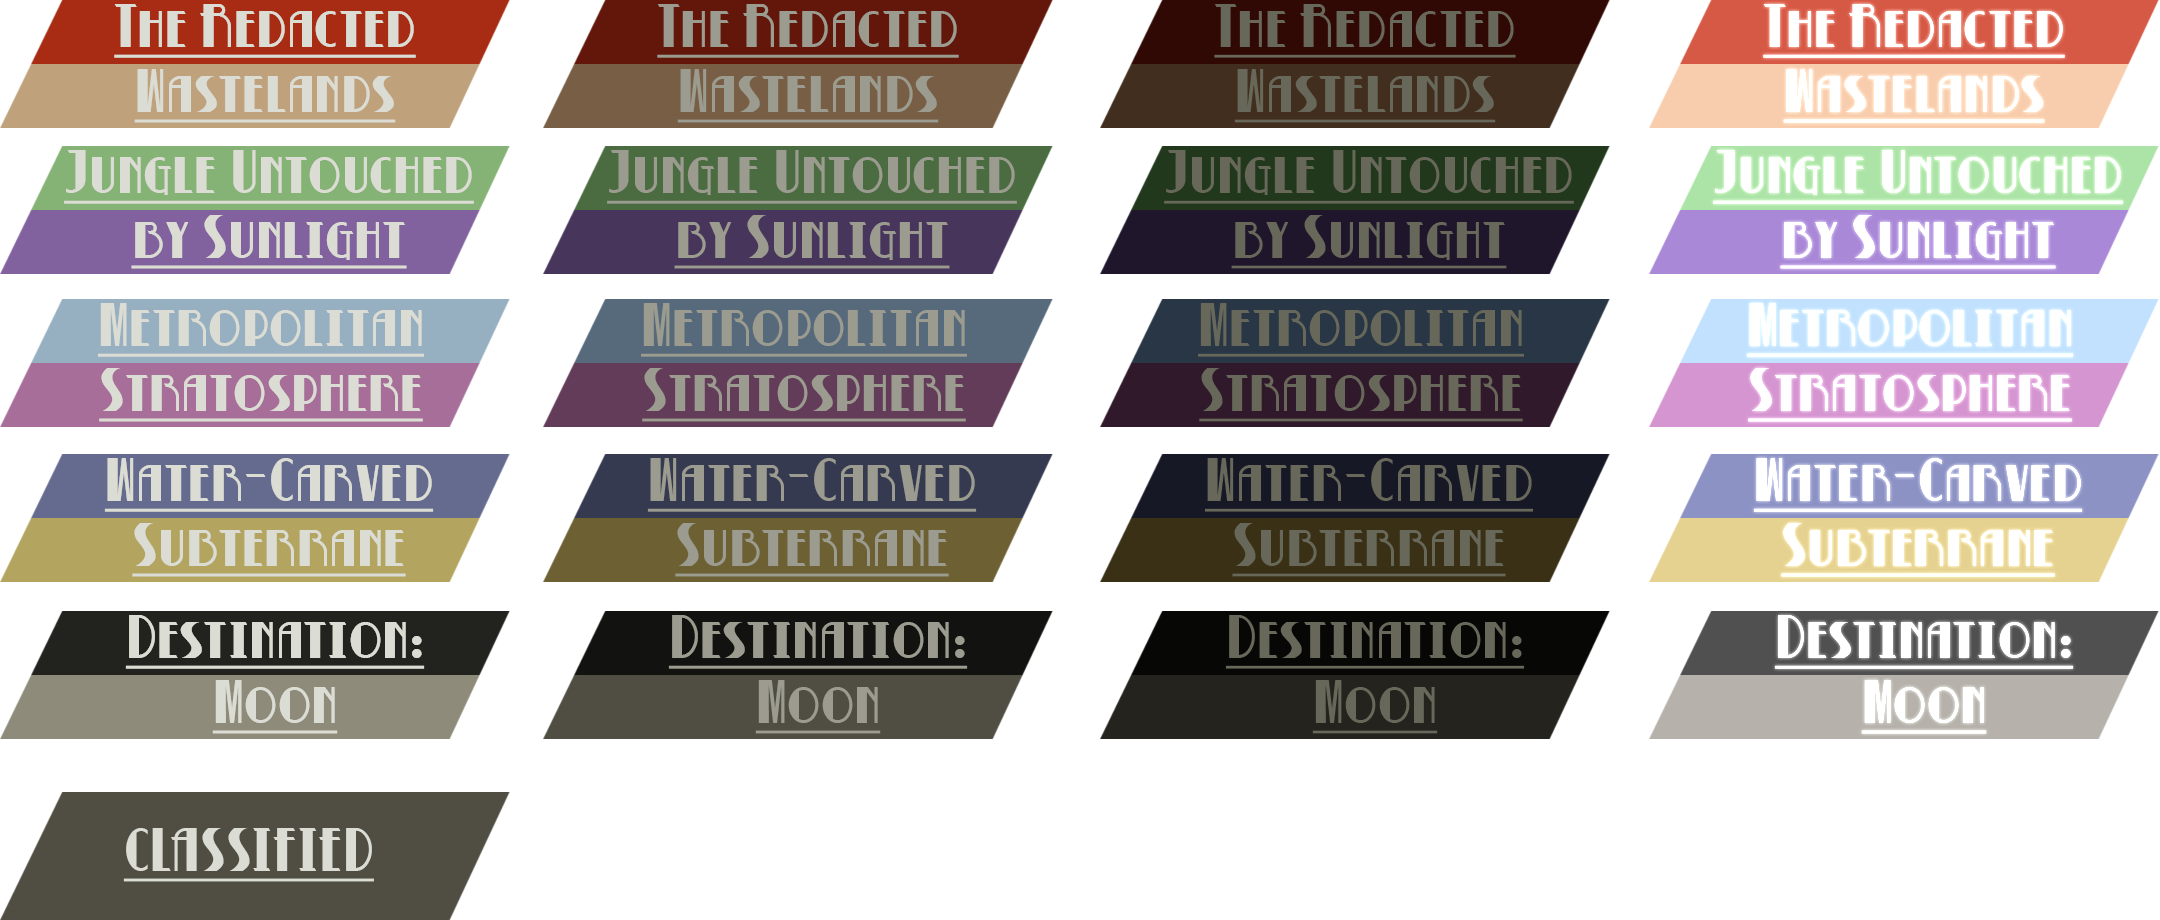 The Redacted
Wastelands
The Redacted
Wastelands
The Redacted
Wastelands
The Redacted
Wastelands
Jungle Untouched
by Sunlight
Jungle Untouched
by Sunlight
Jungle Untouched
by Sunlight
Jungle Untouched
by Sunlight
Metropolitan
Stratosphere
Metropolitan
Stratosphere
Metropolitan
Stratosphere
Metropolitan
Stratosphere
Water-Carved
Subterrane
Water-Carved
Subterrane
Water-Carved
Subterrane
Water-Carved
Subterrane
Destination:
Moon
Destination:
Moon
Destination:
Moon
Destination:
Moon
classified